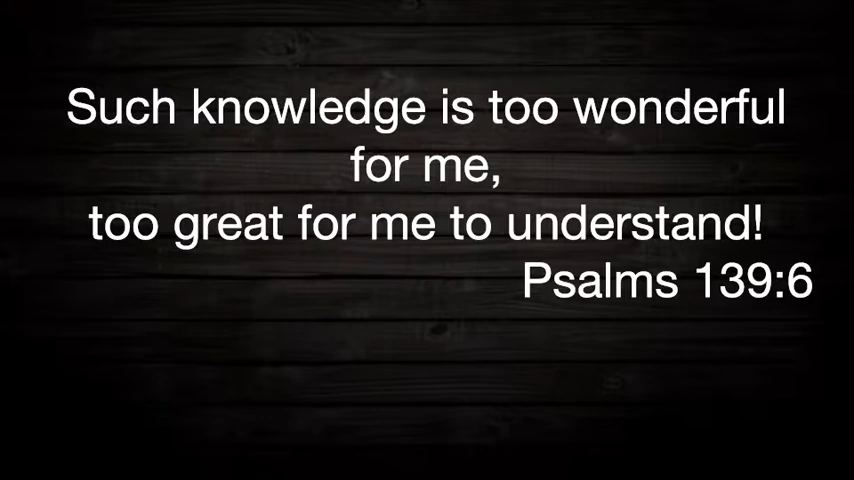 Such knowledge is too wonderful
for me,
too great for me to understand!
Psalms 139:6